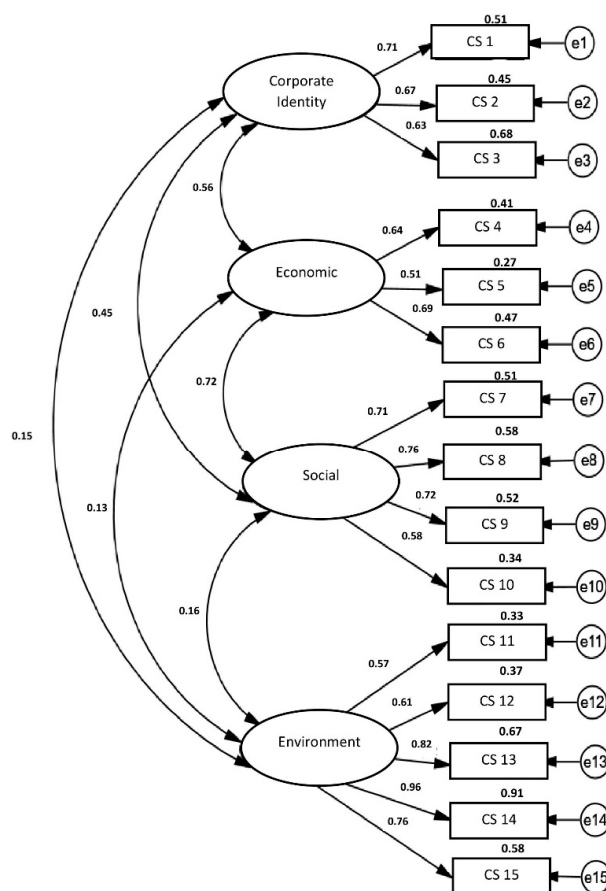 0.51
0.71
CS 1
e1
Corporate
Identity
0.45
0.67
CS 2
e2
0.63
0.68
CS 3
e3
0.56
0.41
0.64
CS 4
e4
Economic
0.27
0.51
CS 5
e5
0.69
0.47
CS 6
e6
0.45
0.72
0.51
0.71
CS 7
e7
0.15
0.58
0.76
CS 8
e8
Social
0.52
0.72
CS 9
e9
0.13
0.58
0.34
CS 10
e10
0.16
0.33
0.57
CS 11
e11
0.37
0.61
CS 12
e12
Environment
0.67
0.82
CS 13
e13
0.96
0.91
CS 14
e14
0.76
0.58
CS 15
e15